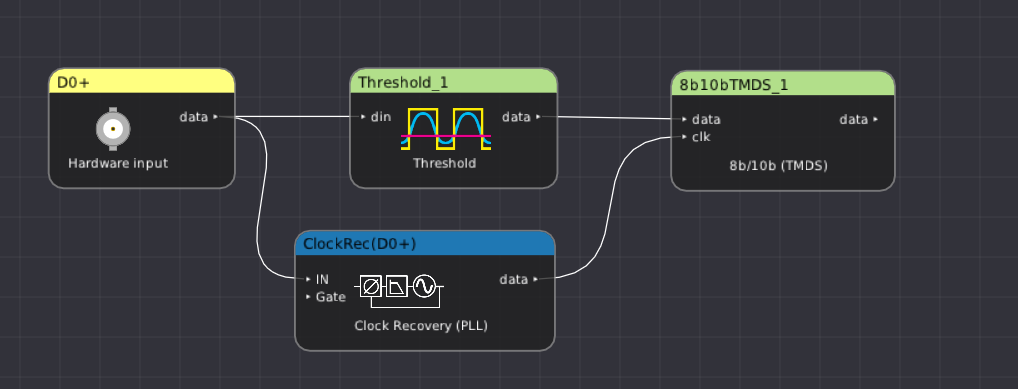 D0+
data
Hardware input
Threshold_1
din
data
Threshold
8b10bTMDS_1
data
data
clk
8b/10b (TMDS)
ClockRec(D0+)
IN
data
Gate
Clock Recovery (PLL)